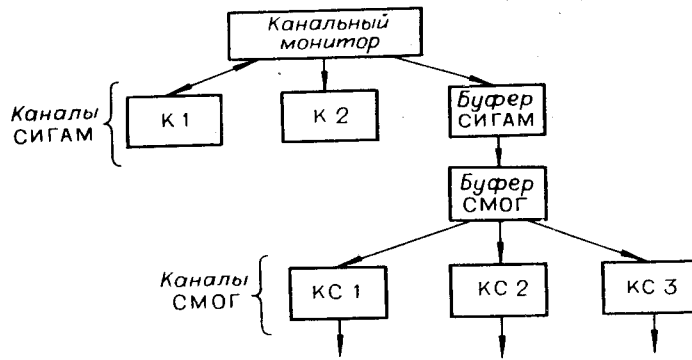 Канальный
монитор
Каналы
СИГАМ
К 1
К 2
Буфер
СИГАМ
Буфер
СМОГ
Каналы
СМОГ
КС 1
КС 2
КС 3